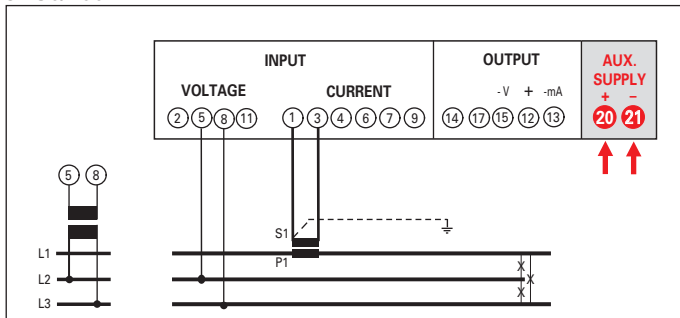 INPUT
OUTPUT
AUX.
SUPPLY
VOLTAGE
CURRENT
- V + -mA
+ −
2 5 8 11
1 3 4 6 7 9
14 17 15 12 13
20 21
5 8
S1
P1
L1
L2
L3
X
X
X